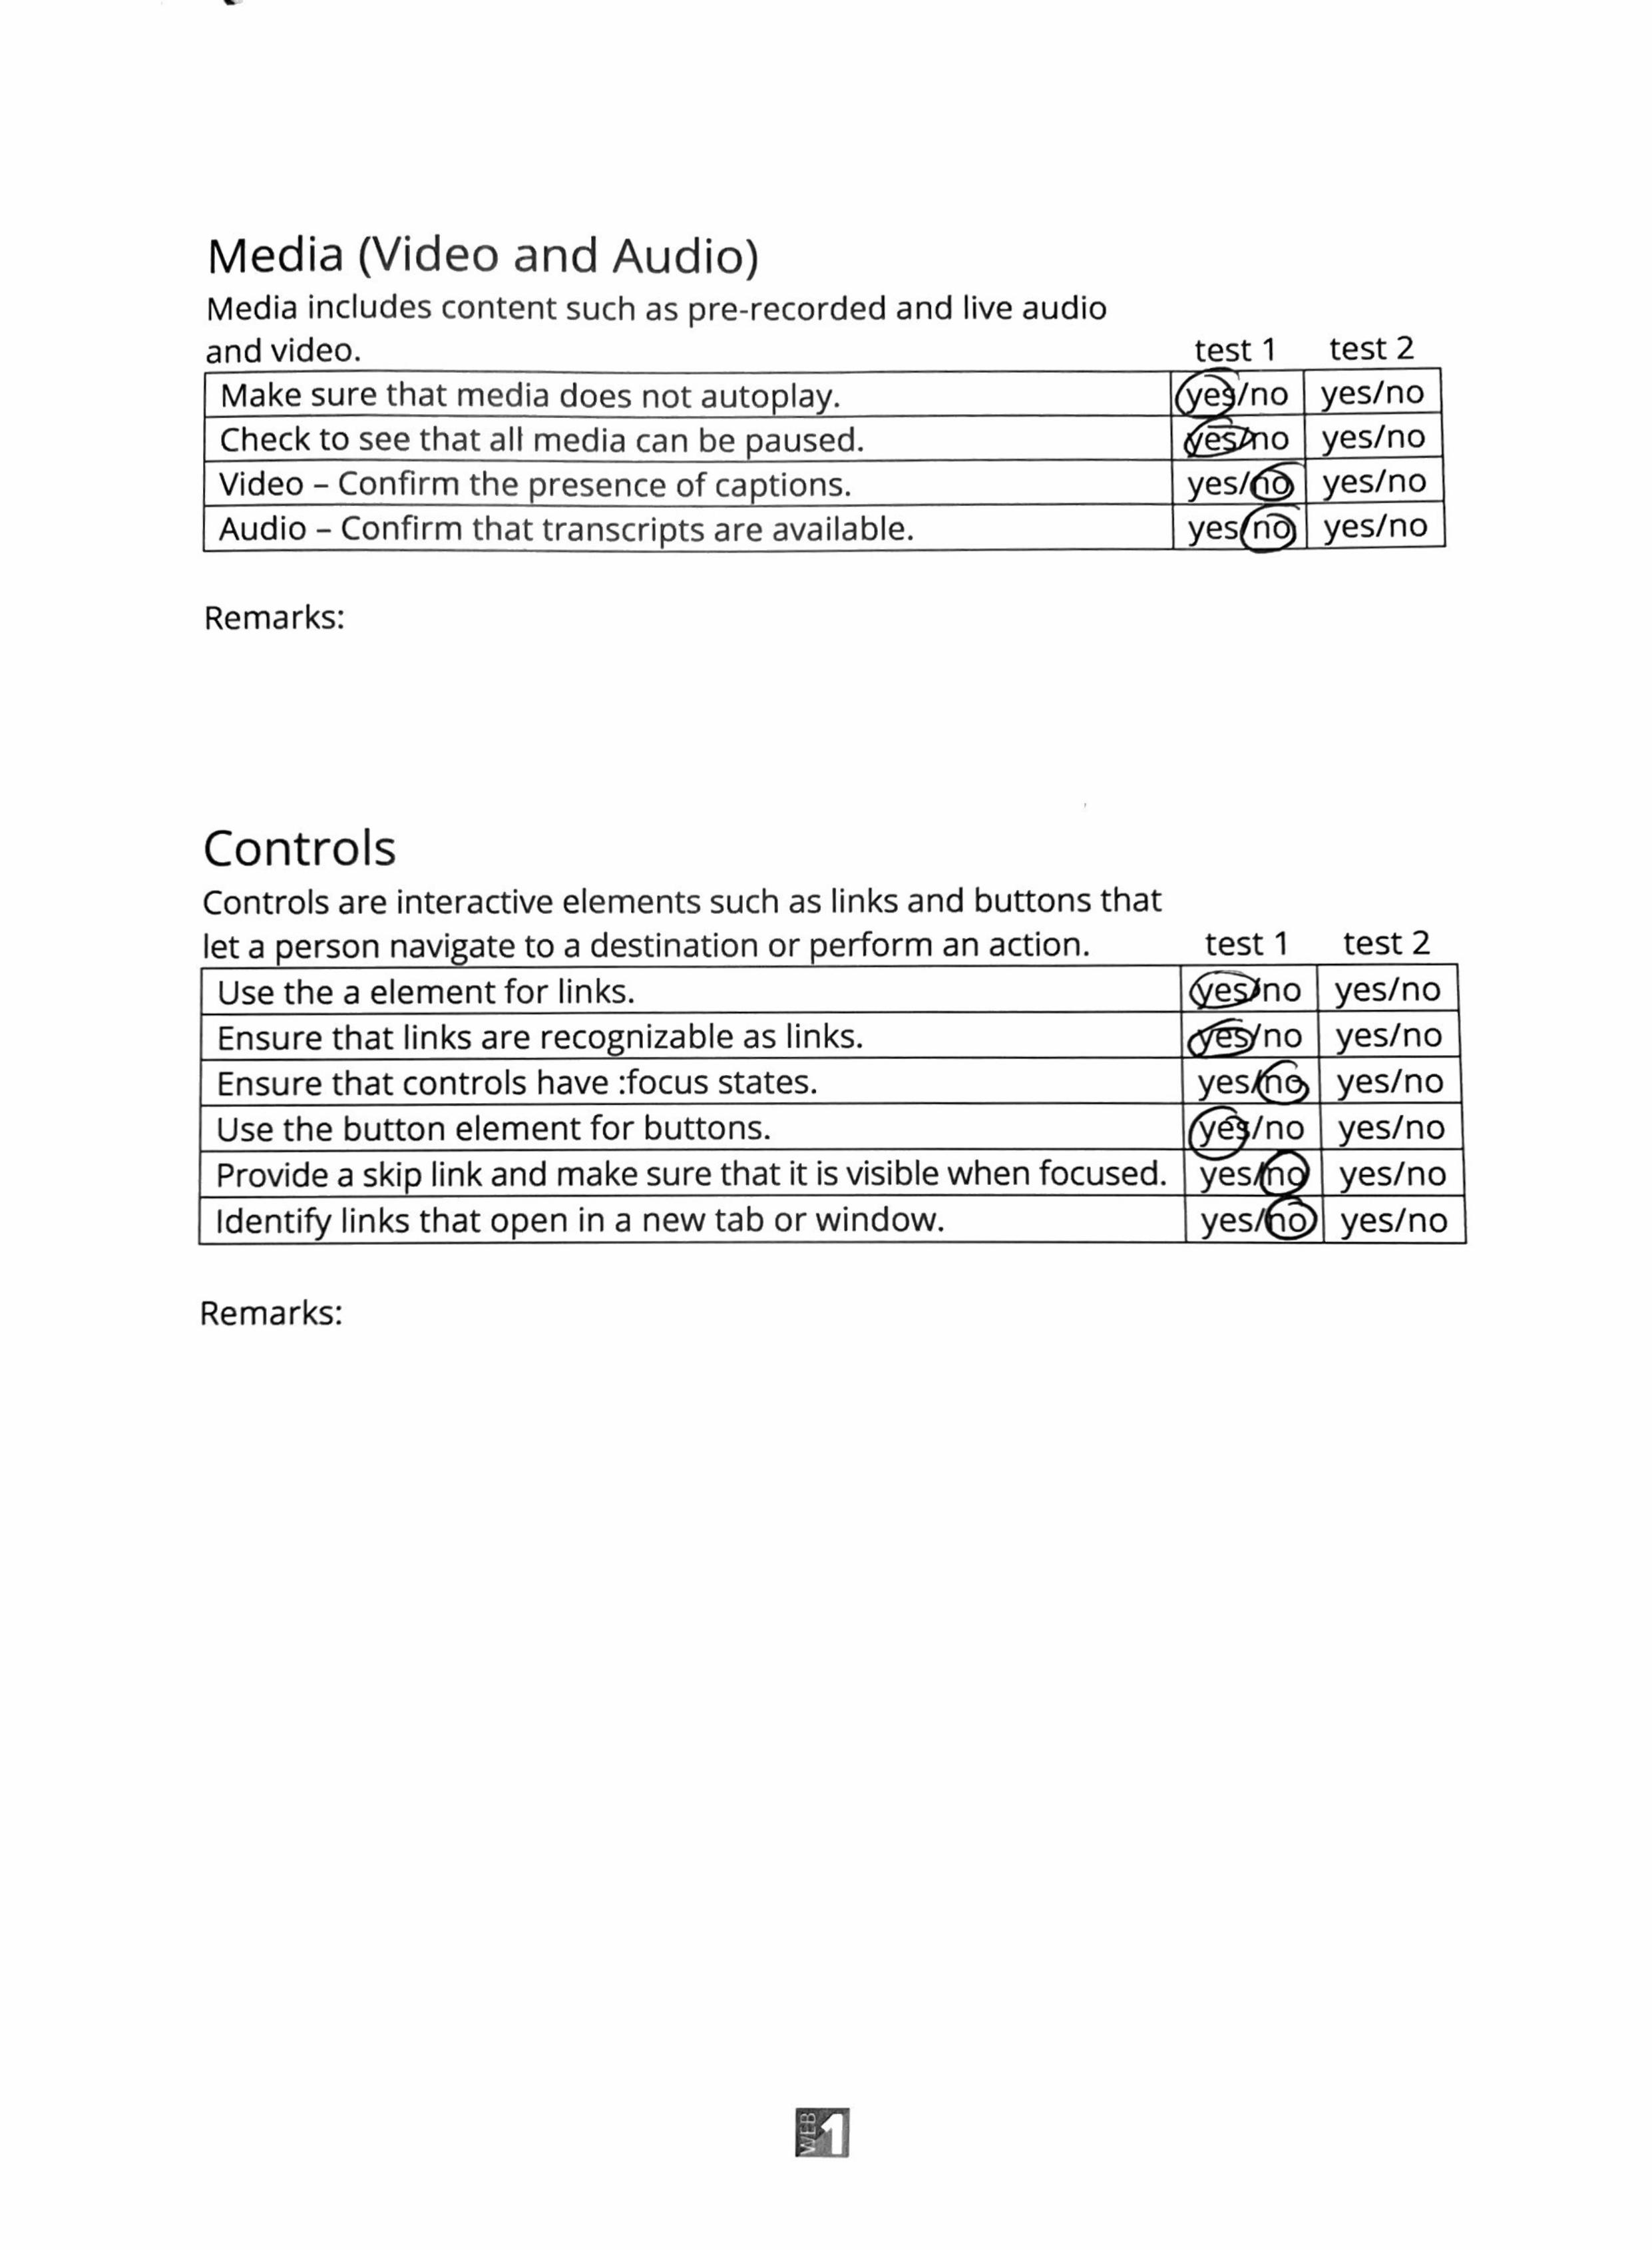 Media (Video and Audio)
Media includes content such as pre-recorded and live audio
and video. test 1 test 2
Make sure that media does not autoplay. yes/no yes/no
Check to see that all media can be paused. yes/no yes/no
Video – Confirm the presence of captions. yes/no yes/no
Audio – Confirm that transcripts are available. yes/no yes/no
Remarks:
Controls
Controls are interactive elements such as links and buttons that
let a person navigate to a destination or perform an action. test 1 test 2
Use the a element for links. yes/no yes/no
Ensure that links are recognizable as links. yes/no yes/no
Ensure that controls have :focus states. yes/no yes/no
Use the button element for buttons. yes/no yes/no
Provide a skip link and make sure that it is visible when focused. yes/no yes/no
Identify links that open in a new tab or window. yes/no yes/no
Remarks:
WEB 1